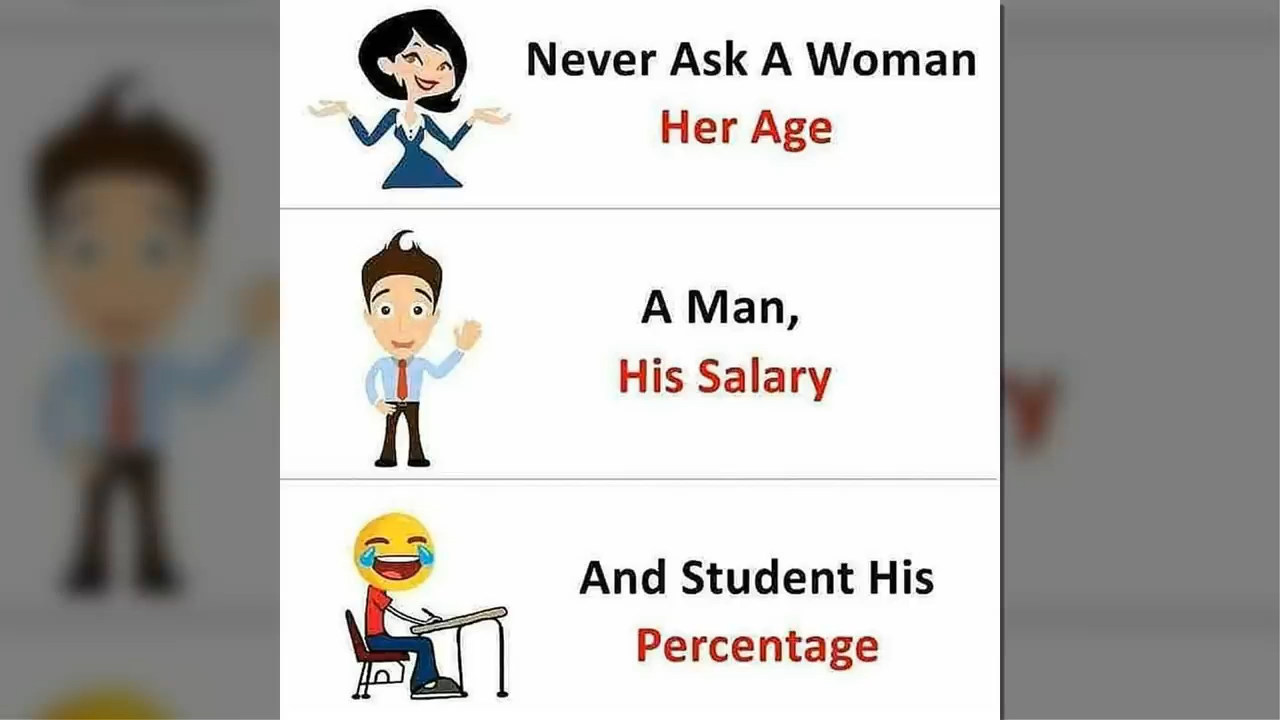 Never Ask A Woman
Her Age
A Man,
His Salary
And Student His
Percentage